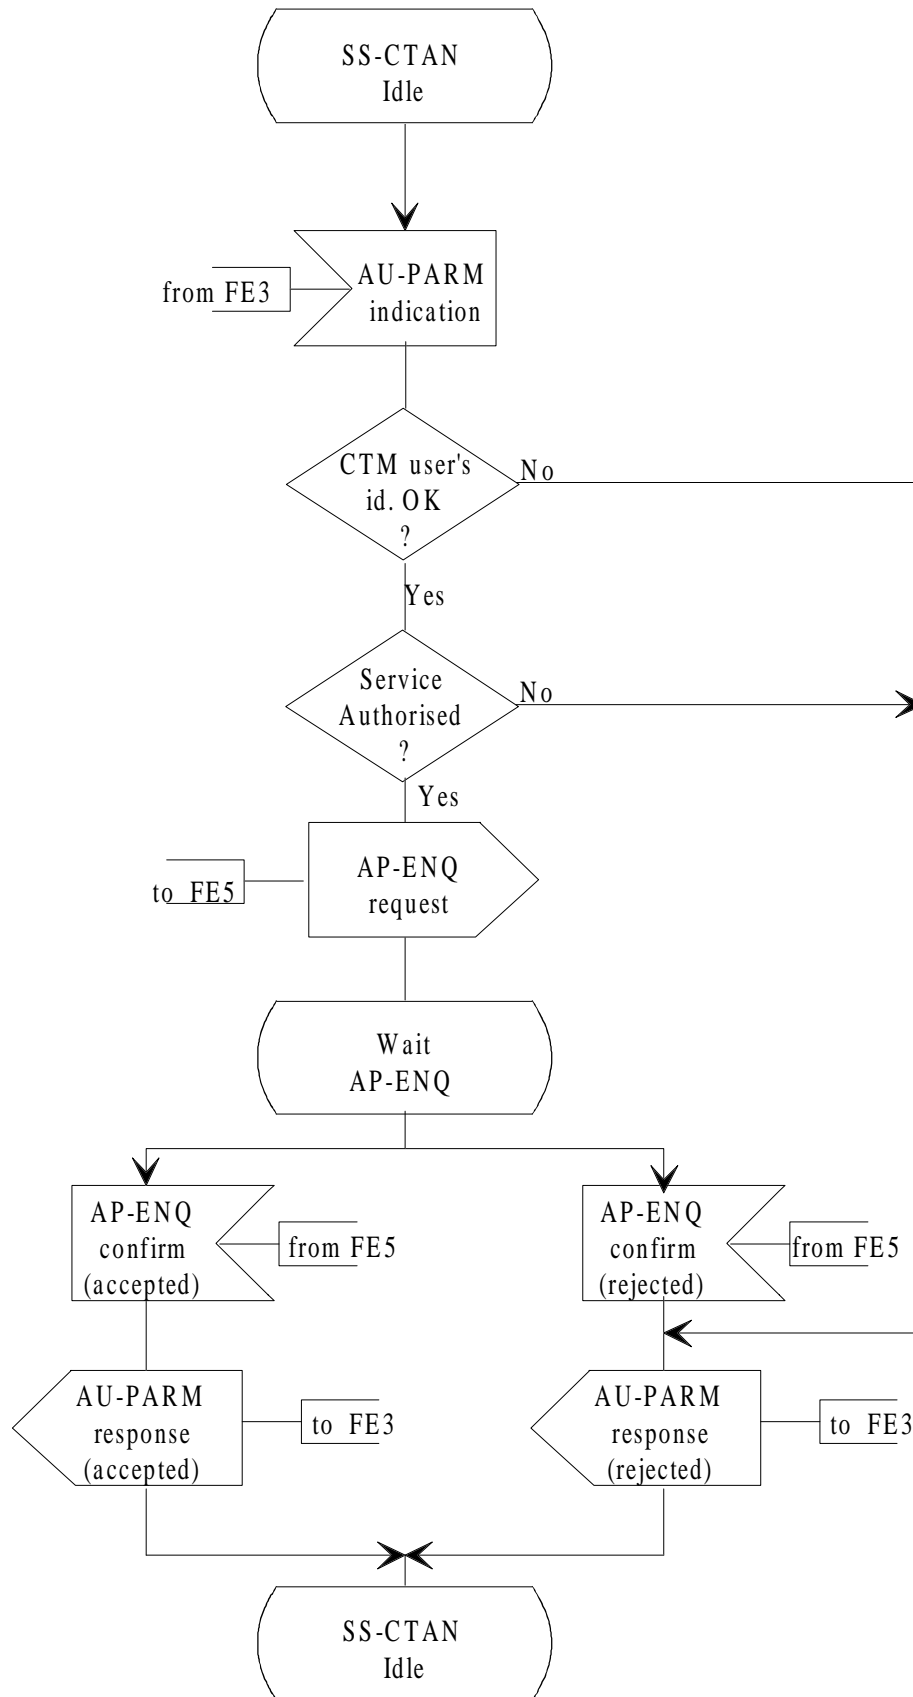 SS-CTAN
Idle
AU-PARM
indication
from FE3
CTM user's
id. OK
?
No
Yes
Service
Authorised
?
No
Yes
AP-ENQ
request
to FE5
Wait
AP-ENQ
AP-ENQ
confirm
(accepted)
from FE5
AP-ENQ
confirm
(rejected)
from FE5
AU-PARM
response
(accepted)
to FE3
AU-PARM
response
(rejected)
to FE3
SS-CTAN
Idle